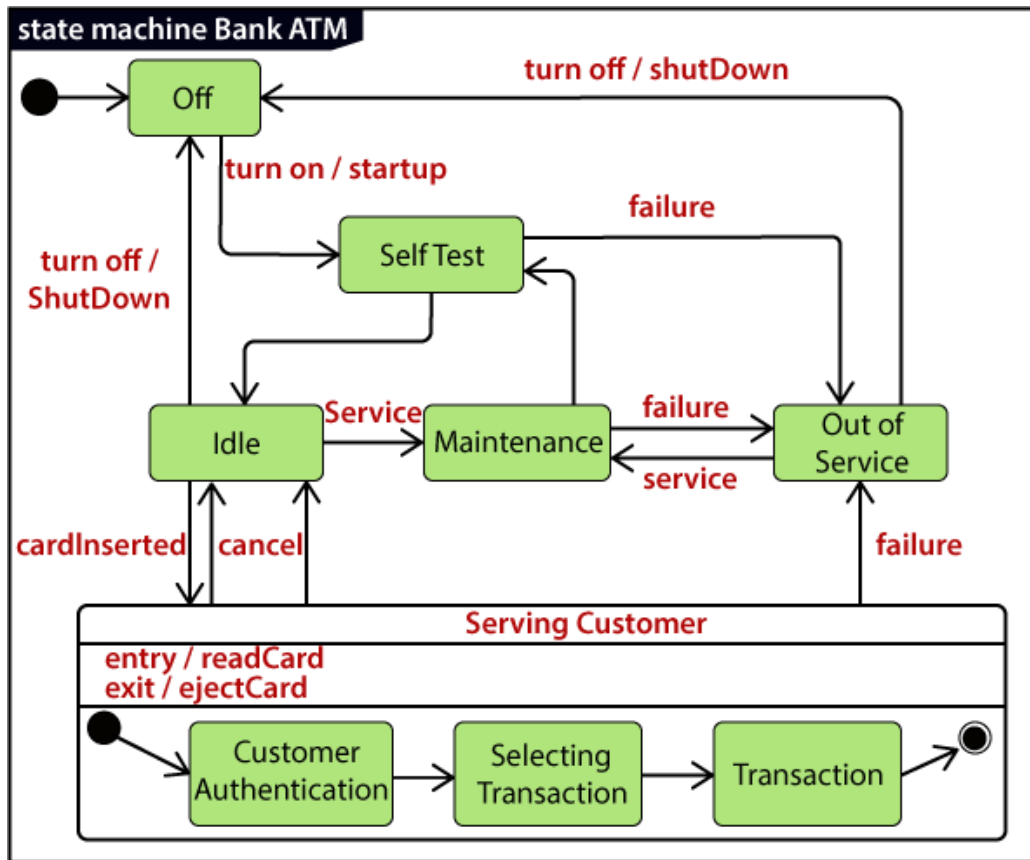 state machine Bank ATM
turn off / shutDown
Off
turn on / startup
failure
Self Test
turn off /
ShutDown
Service
failure
Idle
Maintenance
Out of
Service
service
cardInserted
cancel
failure
Serving Customer
entry / readCard
exit / ejectCard
Customer
Authentication
Selecting
Transaction
Transaction